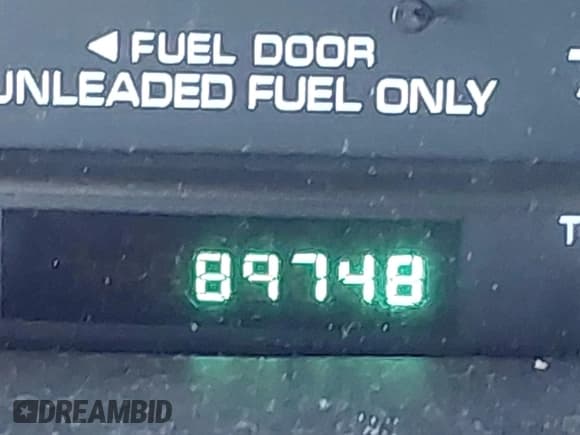 ◀ FUEL DOOR
UNLEADED FUEL ONLY
T
89748
DREAMBID